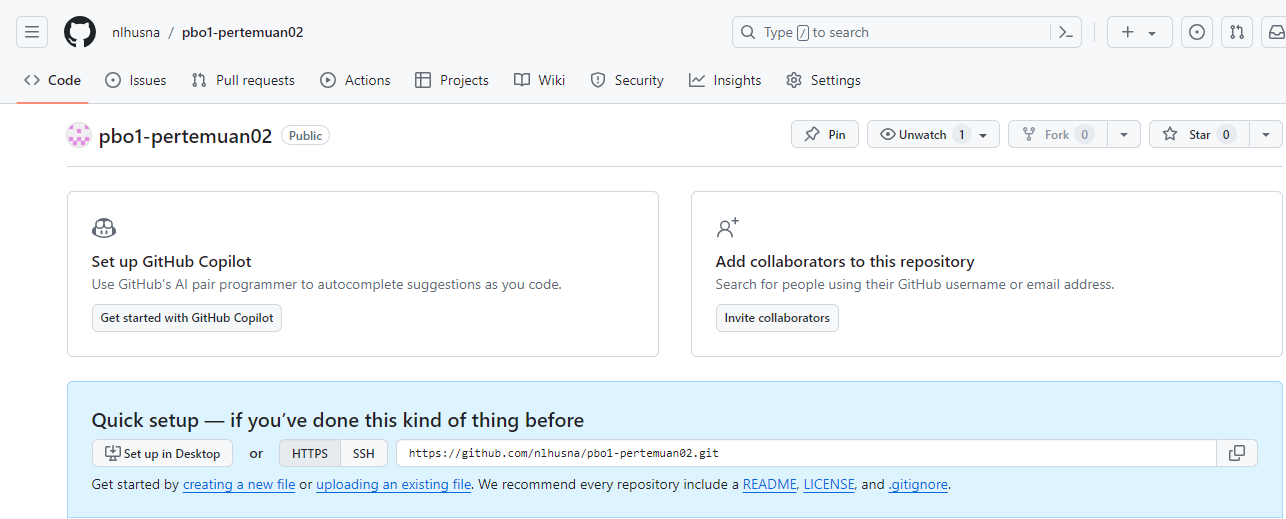 nlhusna / pbo1-pertemuan02
Type / to search
Code Issues Pull requests Actions Projects Wiki Security Insights Settings
pbo1-pertemuan02 Public
Pin Unwatch 1 Fork 0 Star 0
Set up GitHub Copilot
Use GitHub's AI pair programmer to autocomplete suggestions as you code.
Get started with GitHub Copilot
Add collaborators to this repository
Search for people using their GitHub username or email address.
Invite collaborators
Quick setup — if you’ve done this kind of thing before
Set up in Desktop or HTTPS SSH https://github.com/nlhusna/pbo1-pertemuan02.git
Get started by creating a new file or uploading an existing file. We recommend every repository include a README, LICENSE, and .gitignore.